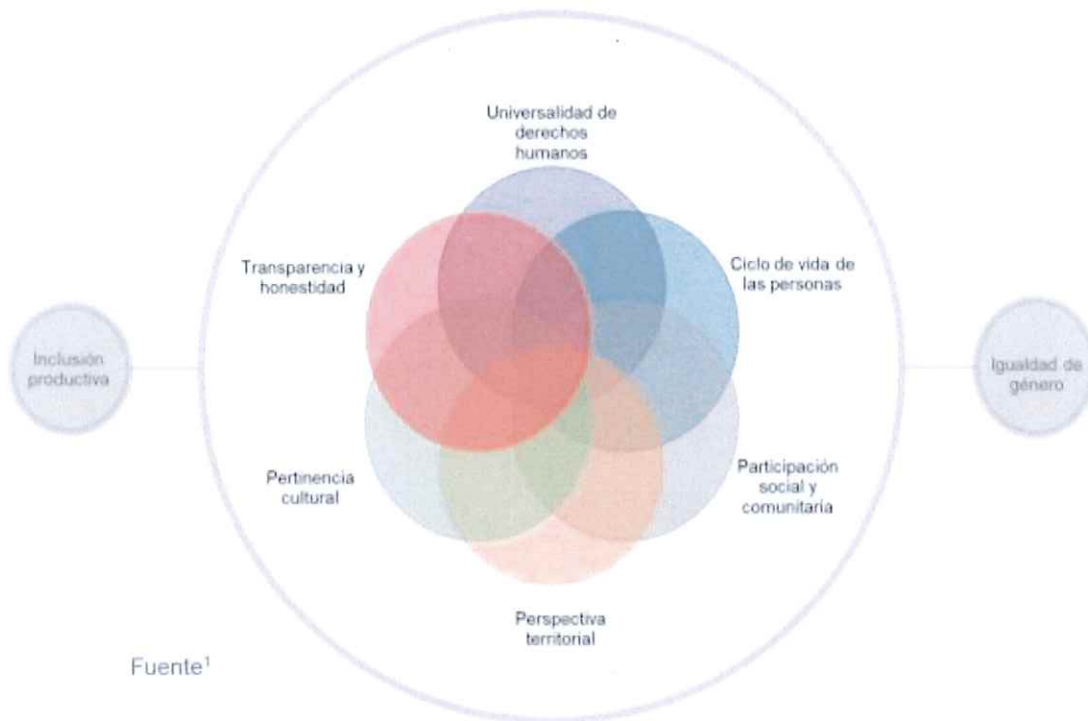 Universalidad de
derechos
humanos
Transparencia y
honestidad
Ciclo de vida de
las personas
Inclusión
productiva
Igualdad de
género
Pertinencia
cultural
Participación
social y
comunitaria
Perspectiva
territorial
Fuente¹